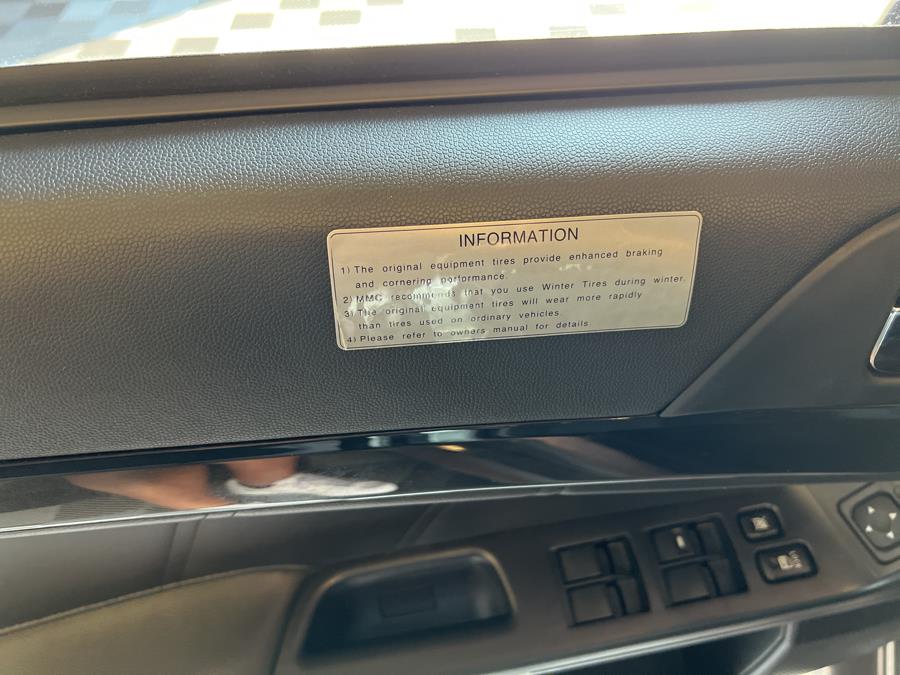 INFORMATION
1) The original equipment tires provide enhanced braking
and cornering performance.
2) MMC recommends that you use Winter Tires during winter.
3) The original equipment tires will wear more rapidly
than tires used on ordinary vehicles.
4) Please refer to owners manual for details